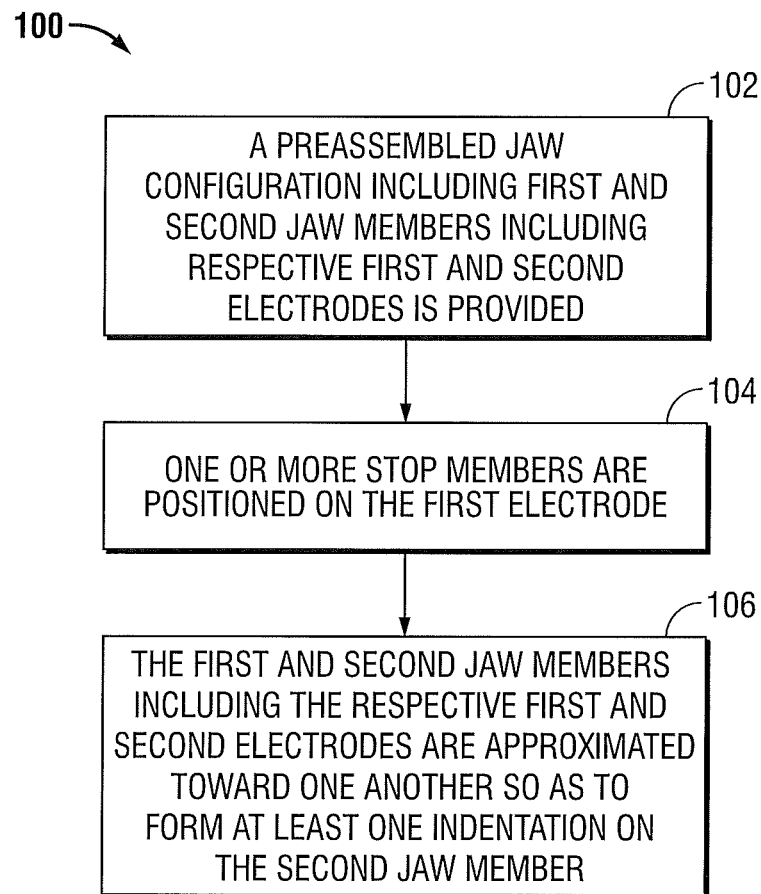 100
102
A PREASSEMBLED JAW
CONFIGURATION INCLUDING FIRST AND
SECOND JAW MEMBERS INCLUDING
RESPECTIVE FIRST AND SECOND
ELECTRODES IS PROVIDED
104
ONE OR MORE STOP MEMBERS ARE
POSITIONED ON THE FIRST ELECTRODE
106
THE FIRST AND SECOND JAW MEMBERS
INCLUDING THE RESPECTIVE FIRST AND
SECOND ELECTRODES ARE APPROXIMATED
TOWARD ONE ANOTHER SO AS TO
FORM AT LEAST ONE INDENTATION ON
THE SECOND JAW MEMBER